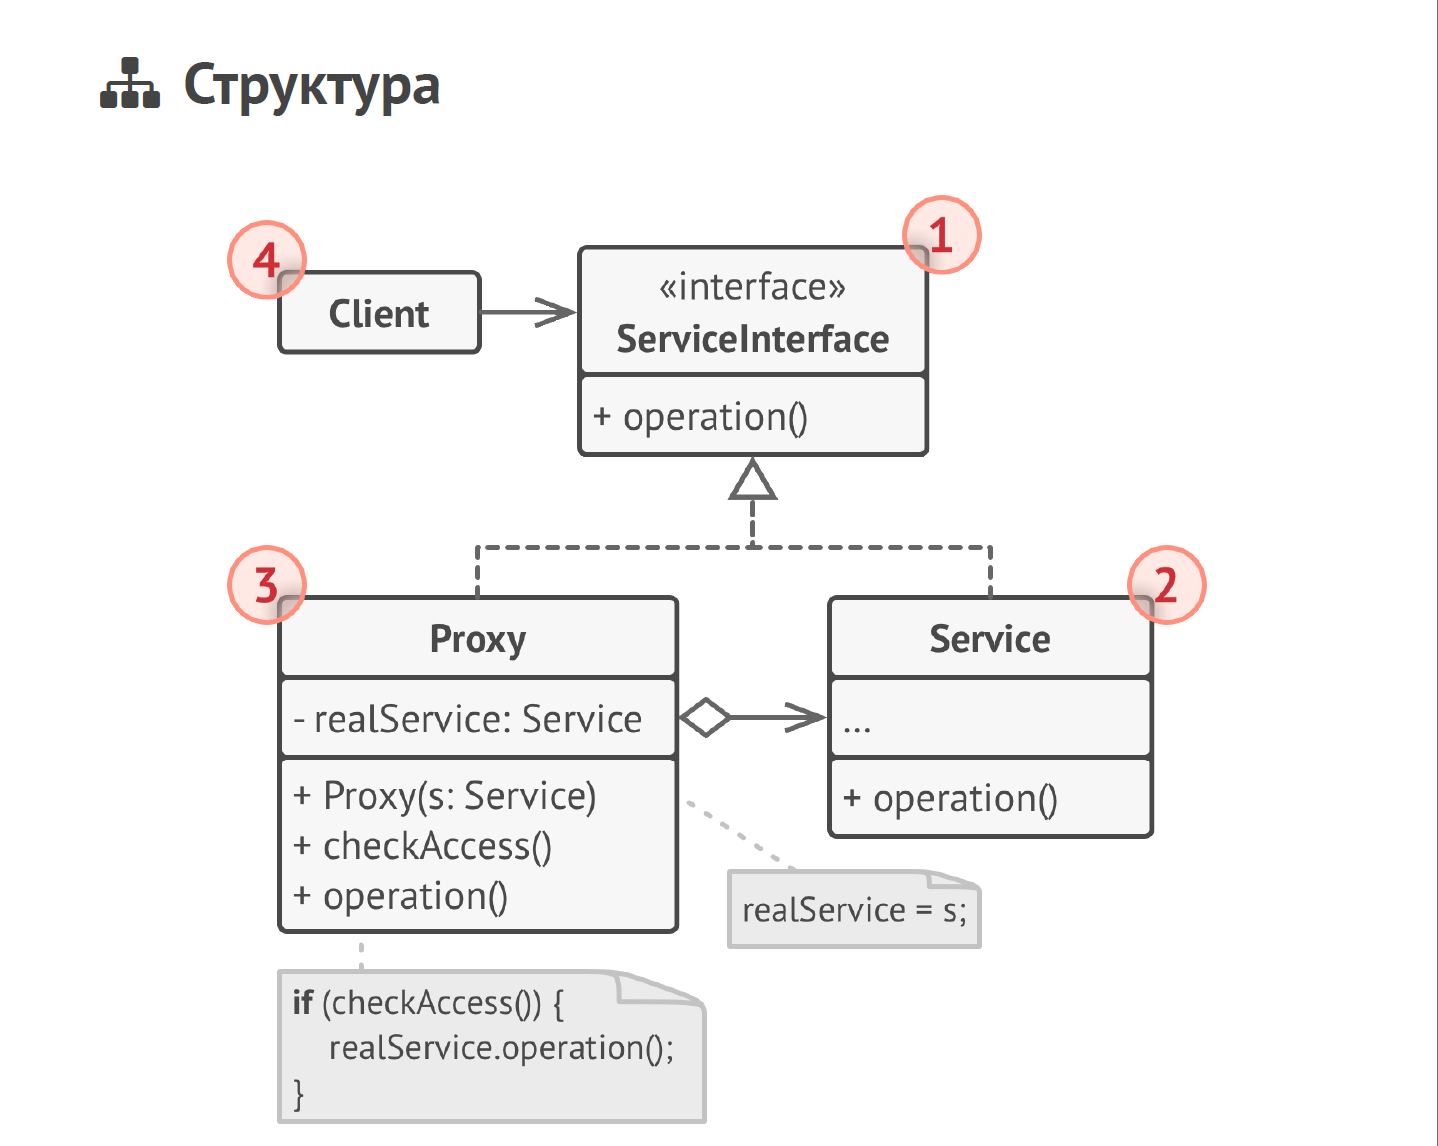 Структура
1
4
«interface»
Client
ServiceInterface
+ operation()
3
2
Proxy
Service
- realService: Service
...
+ Proxy(s: Service)
+ operation()
+ checkAccess()
+ operation()
realService = s;
if (checkAccess()) {
realService.operation();
}